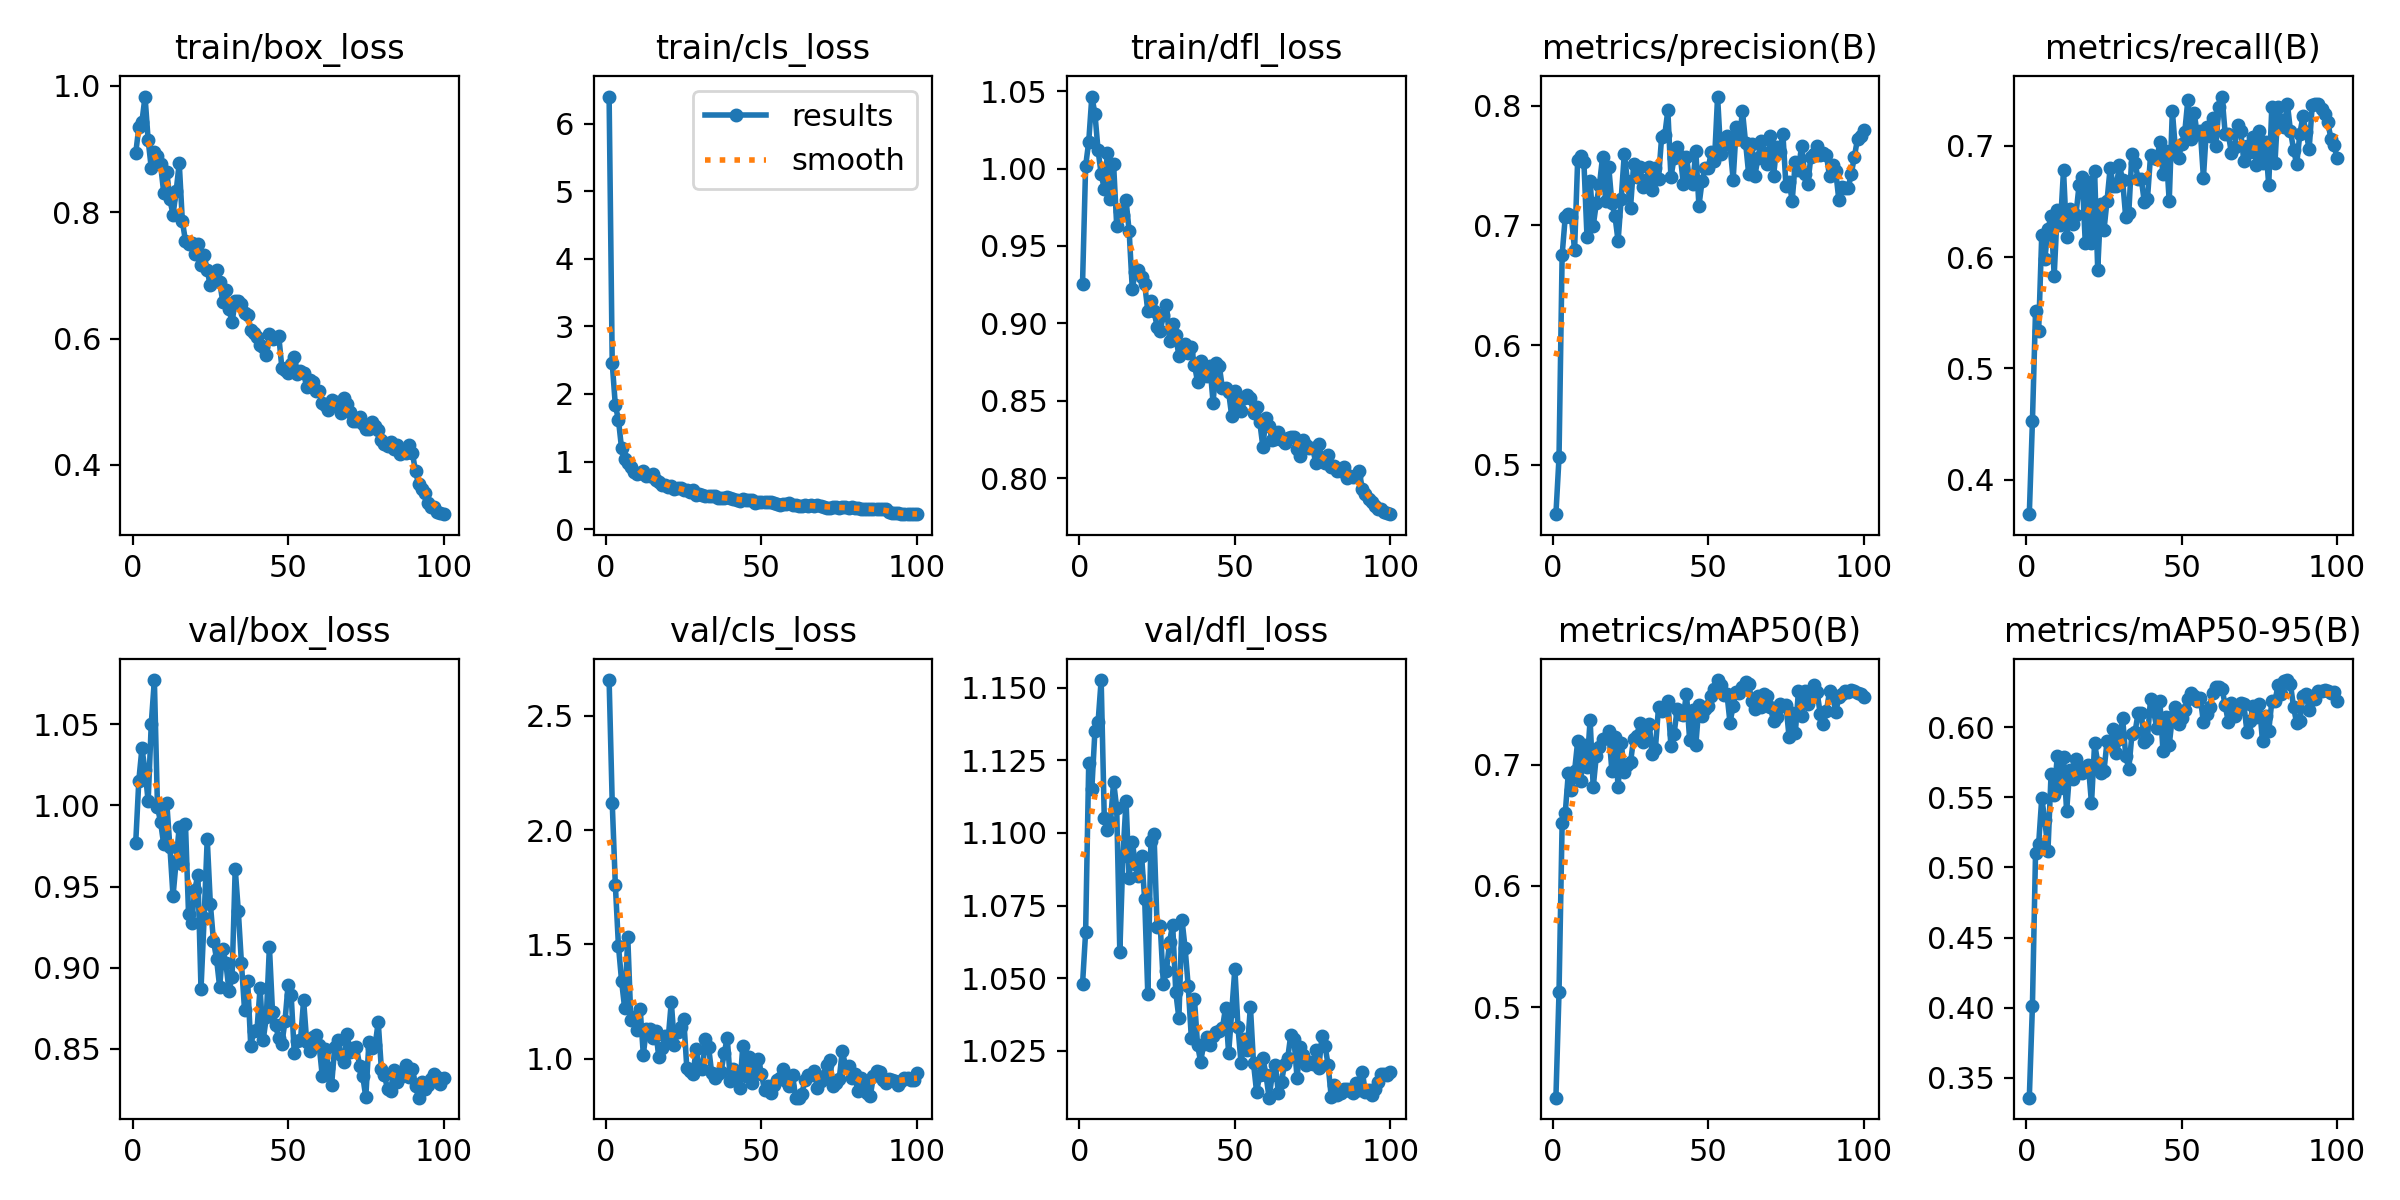 train/box_loss
1.0
0.8
0.6
0.4
0 50 100
train/cls_loss
results
smooth
6
5
4
3
2
1
0
0 50 100
train/dfl_loss
1.05
1.00
0.95
0.90
0.85
0.80
0 50 100
metrics/precision(B)
0.8
0.7
0.6
0.5
0 50 100
metrics/recall(B)
0.7
0.6
0.5
0.4
0 50 100
val/box_loss
1.05
1.00
0.95
0.90
0.85
0 50 100
val/cls_loss
2.5
2.0
1.5
1.0
0 50 100
val/dfl_loss
1.150
1.125
1.100
1.075
1.050
1.025
0 50 100
metrics/mAP50(B)
0.7
0.6
0.5
0 50 100
metrics/mAP50-95(B)
0.60
0.55
0.50
0.45
0.40
0.35
0 50 100